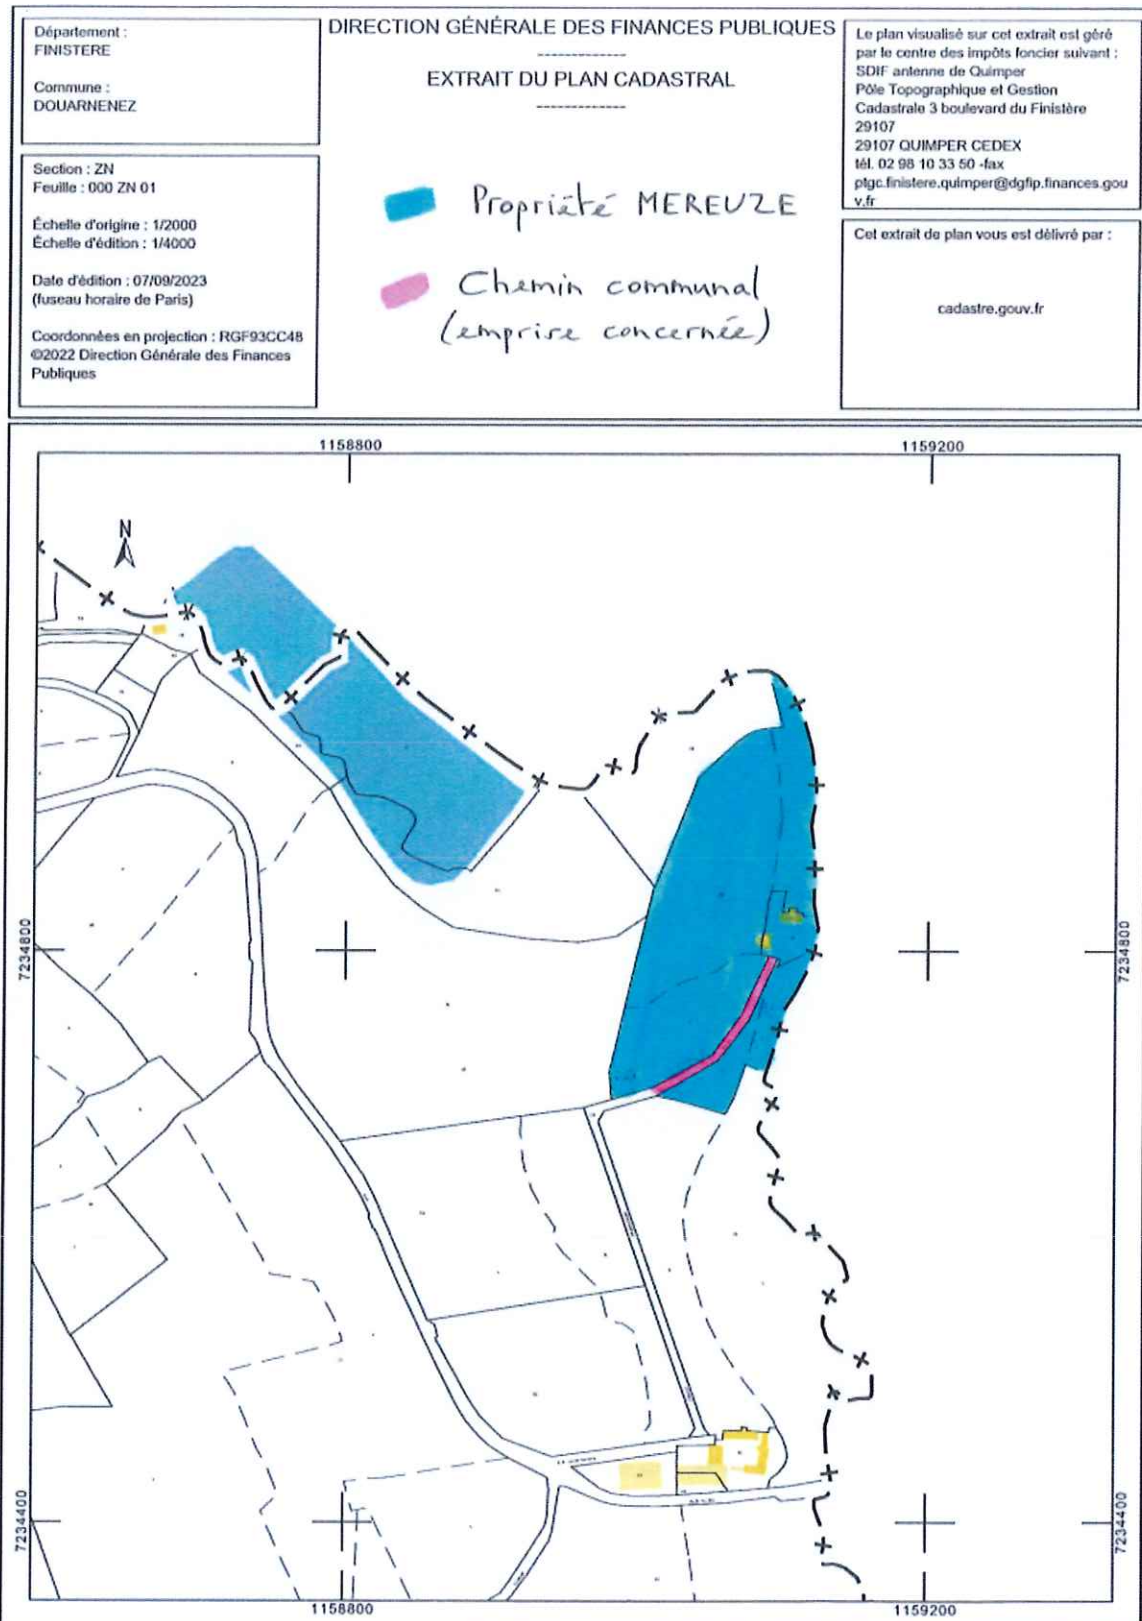 Département :
FINISTERE
Commune :
DOUARNENEZ
Section : ZN
Feuille : 000 ZN 01
Échelle d'origine : 1/2000
Échelle d'édition : 1/4000
Date d'édition : 07/09/2023
(fuseau horaire de Paris)
Coordonnées en projection : RGF93CC48
©2022 Direction Générale des Finances
Publiques
DIRECTION GÉNÉRALE DES FINANCES PUBLIQUES
EXTRAIT DU PLAN CADASTRAL
Propriété MEREUZE
Chemin communal
(emprise concernée)
Le plan visualisé sur cet extrait est géré
par le centre des impôts foncier suivant :
SDIF antenne de Quimper
Pôle Topographique et Gestion
Cadastrale 3 boulevard du Finistère
29107
29107 QUIMPER CEDEX
tél. 02 98 10 33 50 -fax
ptgc.finistere.quimper@dgfip.finances.gou
v.fr
Cet extrait de plan vous est délivré par :
cadastre.gouv.fr
1158800
1159200
N
7234800
7234800
7234400
7234400
1158800
1159200